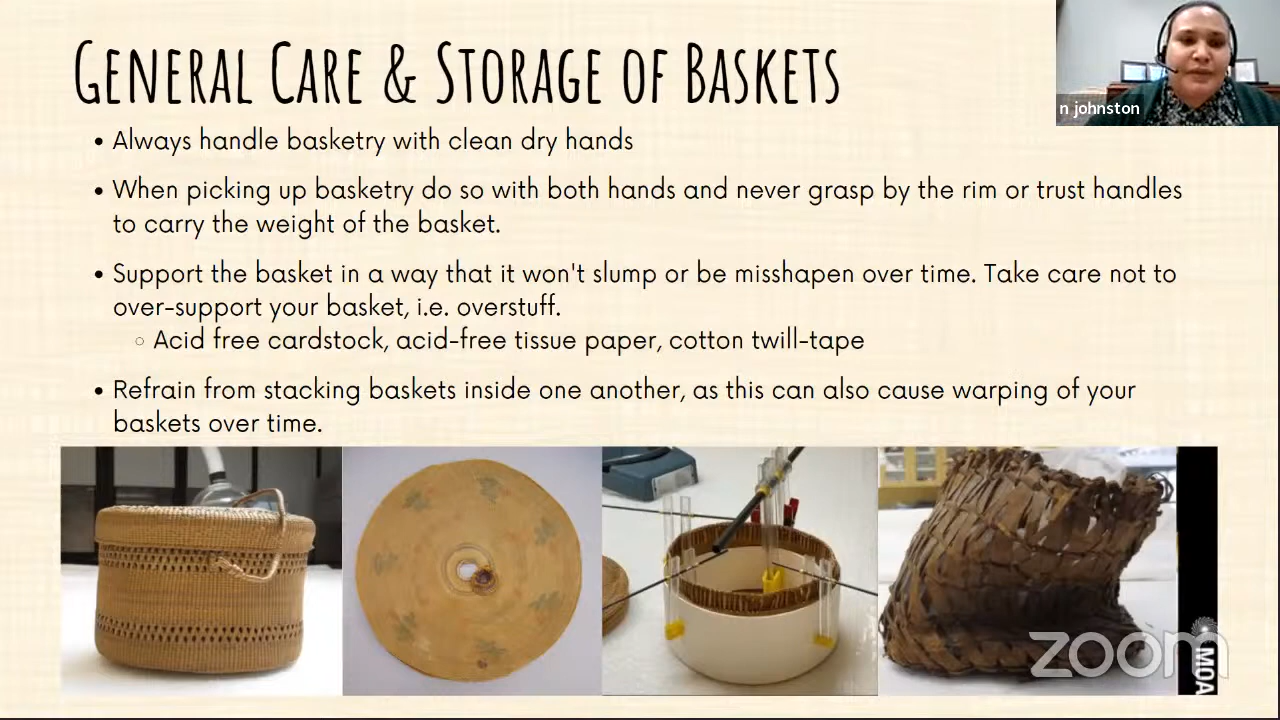 GENERAL CARE & STORAGE OF BASKETS
n johnston
• Always handle basketry with clean dry hands
• When picking up basketry do so with both hands and never grasp by the rim or trust handles
to carry the weight of the basket.
• Support the basket in a way that it won't slump or be misshapen over time. Take care not to
over-support your basket, i.e. overstuff.
◦ Acid free cardstock, acid-free tissue paper, cotton twill-tape
• Refrain from stacking baskets inside one another, as this can also cause warping of your
baskets over time.
zoom
MOA